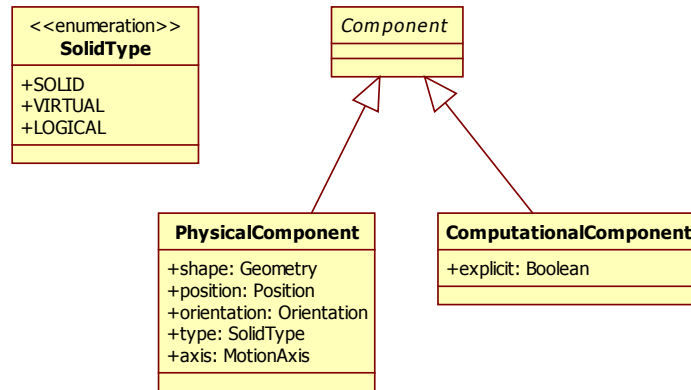 <<enumeration>>
SolidType
+SOLID
+VIRTUAL
+LOGICAL
Component
PhysicalComponent
+shape: Geometry
+position: Position
+orientation: Orientation
+type: SolidType
+axis: MotionAxis
ComputationalComponent
+explicit: Boolean